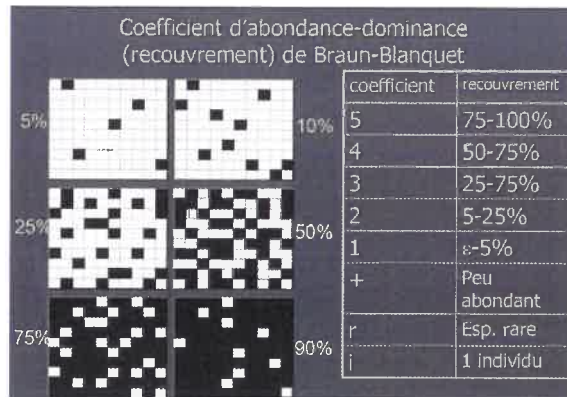 Coefficient d'abondance-dominance
(recouvrement) de Braun-Blanquet
5%
10%
25%
50%
75%
90%
coefficient recouvrement
5 75-100%
4 50-75%
3 25-75%
2 5-25%
1 ε-5%
+ Peu
abondant
r Esp. rare
i 1 individu